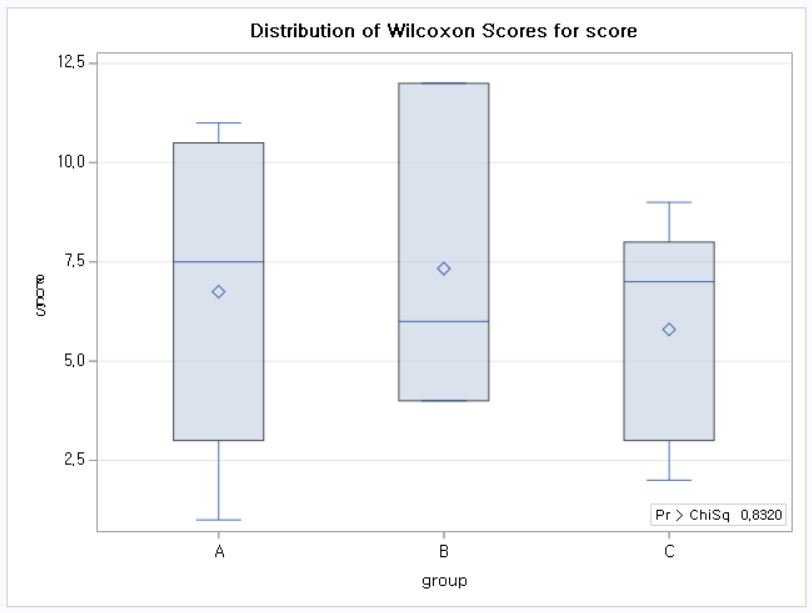 Distribution of Wilcoxon Scores for score
12,5
10,0
7,5
5,0
2,5
score
A
B
C
Pr > ChiSq 0,8320
group